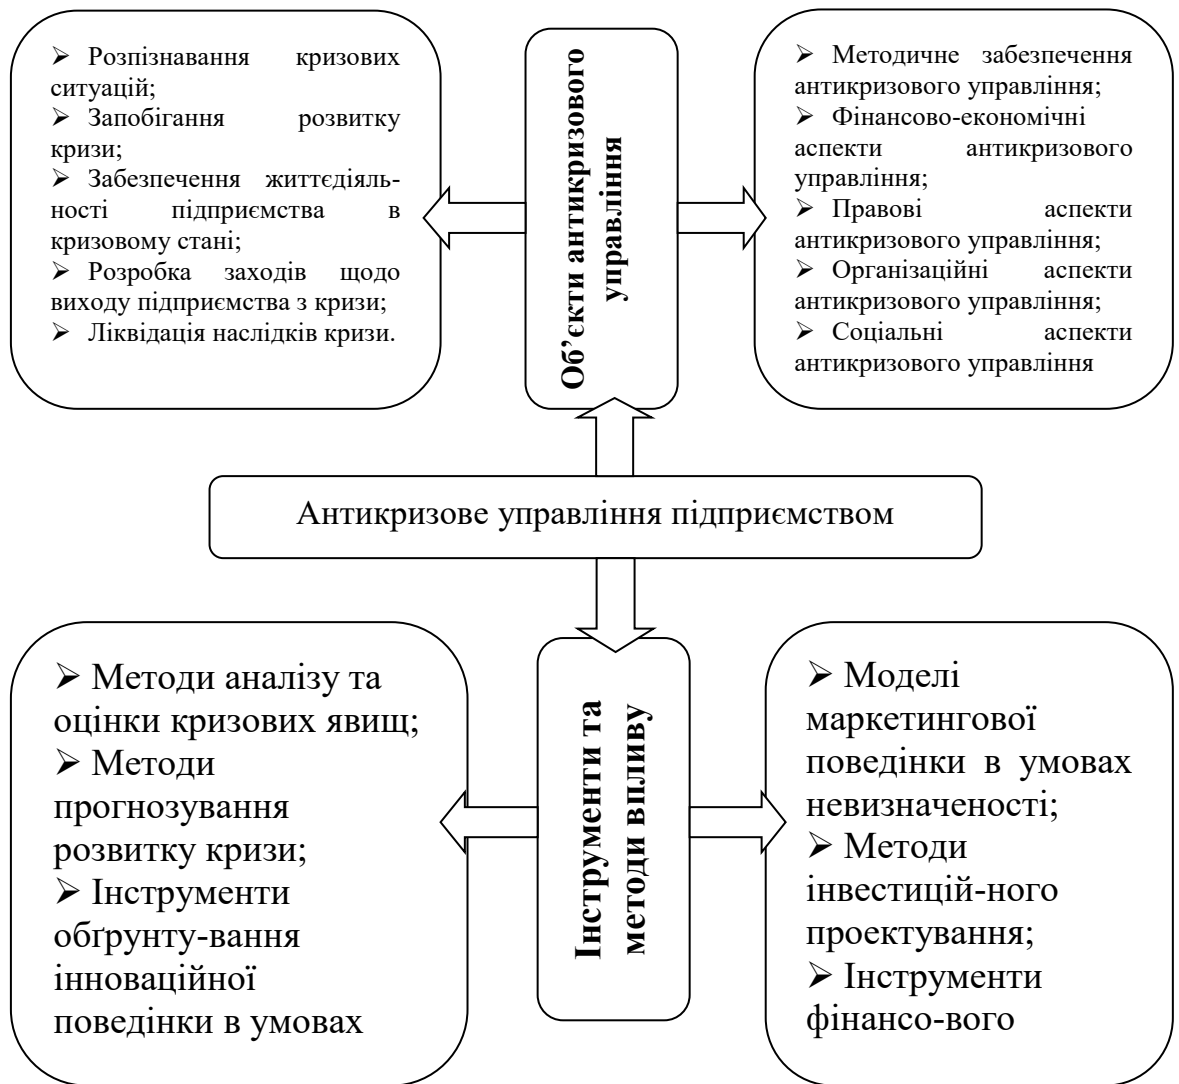 ➢ Розпізнавання кризових
ситуацій;
➢ Запобігання розвитку
кризи;
➢ Забезпечення життєдіяль-
ності підприємства в
кризовому стані;
➢ Розробка заходів щодо
виходу підприємства з кризи;
➢ Ліквідація наслідків кризи.
Об’єкти антикризового
управління
➢ Методичне забезпечення
антикризового управління;
➢ Фінансово-економічні
аспекти антикризового
управління;
➢ Правові аспекти
антикризового управління;
➢ Організаційні аспекти
антикризового управління;
➢ Соціальні аспекти
антикризового управління
Антикризове управління підприємством
➢ Методи аналізу та
оцінки кризових явищ;
➢ Методи
прогнозування
розвитку кризи;
➢ Інструменти
обґрунту-вання
інноваційної
поведінки в умовах
Інструменти та
методи впливу
➢ Моделі
маркетингової
поведінки в умовах
невизначеності;
➢ Методи
інвестицій-ного
проектування;
➢ Інструменти
фінансо-вого